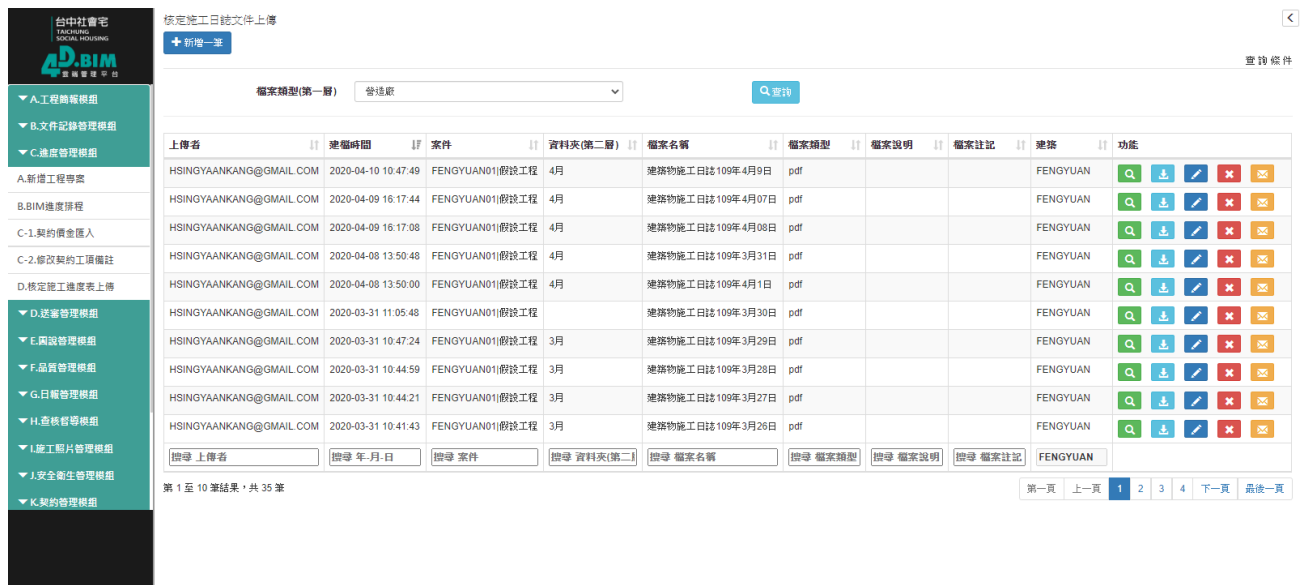 台中社會宅
TAICHUNG
SOCIAL HOUSING
4D.BIM
雲端管理平台
A.工程簡報模組
B.文件記錄管理模組
C.進度管理模組
A.新增工程專案
B.BIM進度排程
C-1.契約價金匯入
C-2.修改契約工項備註
D.核定施工進度表上傳
D.送審管理模組
E.圖說管理模組
F.品質管理模組
G.日報管理模組
H.查核督導模組
I.施工照片管理模組
J.安全衛生管理模組
K.契約管理模組
核定施工日誌文件上傳
新增一筆
查詢條件
檔案類型(第一層) 營造廠 查詢
上傳者 建檔時間 案件 資料夾(第二層) 檔案名稱 檔案類型 檔案說明 檔案註記 建築 功能
HSINGYAANKANG@GMAIL.COM 2020-04-10 10:47:49 FENGYUAN01|假設工程 4月 建築物施工日誌109年4月9日 pdf FENGYUAN
HSINGYAANKANG@GMAIL.COM 2020-04-09 16:17:44 FENGYUAN01|假設工程 4月 建築物施工日誌109年4月07日 pdf FENGYUAN
HSINGYAANKANG@GMAIL.COM 2020-04-09 16:17:08 FENGYUAN01|假設工程 4月 建築物施工日誌109年4月08日 pdf FENGYUAN
HSINGYAANKANG@GMAIL.COM 2020-04-08 13:50:48 FENGYUAN01|假設工程 4月 建築物施工日誌109年3月31日 pdf FENGYUAN
HSINGYAANKANG@GMAIL.COM 2020-04-08 13:50:00 FENGYUAN01|假設工程 4月 建築物施工日誌109年4月1日 pdf FENGYUAN
HSINGYAANKANG@GMAIL.COM 2020-03-31 11:05:48 FENGYUAN01|假設工程 建築物施工日誌109年3月30日 pdf FENGYUAN
HSINGYAANKANG@GMAIL.COM 2020-03-31 10:47:24 FENGYUAN01|假設工程 3月 建築物施工日誌109年3月29日 pdf FENGYUAN
HSINGYAANKANG@GMAIL.COM 2020-03-31 10:44:59 FENGYUAN01|假設工程 3月 建築物施工日誌109年3月28日 pdf FENGYUAN
HSINGYAANKANG@GMAIL.COM 2020-03-31 10:44:21 FENGYUAN01|假設工程 3月 建築物施工日誌109年3月27日 pdf FENGYUAN
HSINGYAANKANG@GMAIL.COM 2020-03-31 10:41:43 FENGYUAN01|假設工程 3月 建築物施工日誌109年3月26日 pdf FENGYUAN
搜尋 上傳者 搜尋 年-月-日 搜尋 案件 搜尋 資料夾(第二 搜尋 檔案名稱 搜尋 檔案類型 搜尋 檔案說明 搜尋 檔案註記 FENGYUAN
第 1 至 10 筆結果，共 35 筆
第一頁 上一頁 1 2 3 4 下一頁 最後一頁